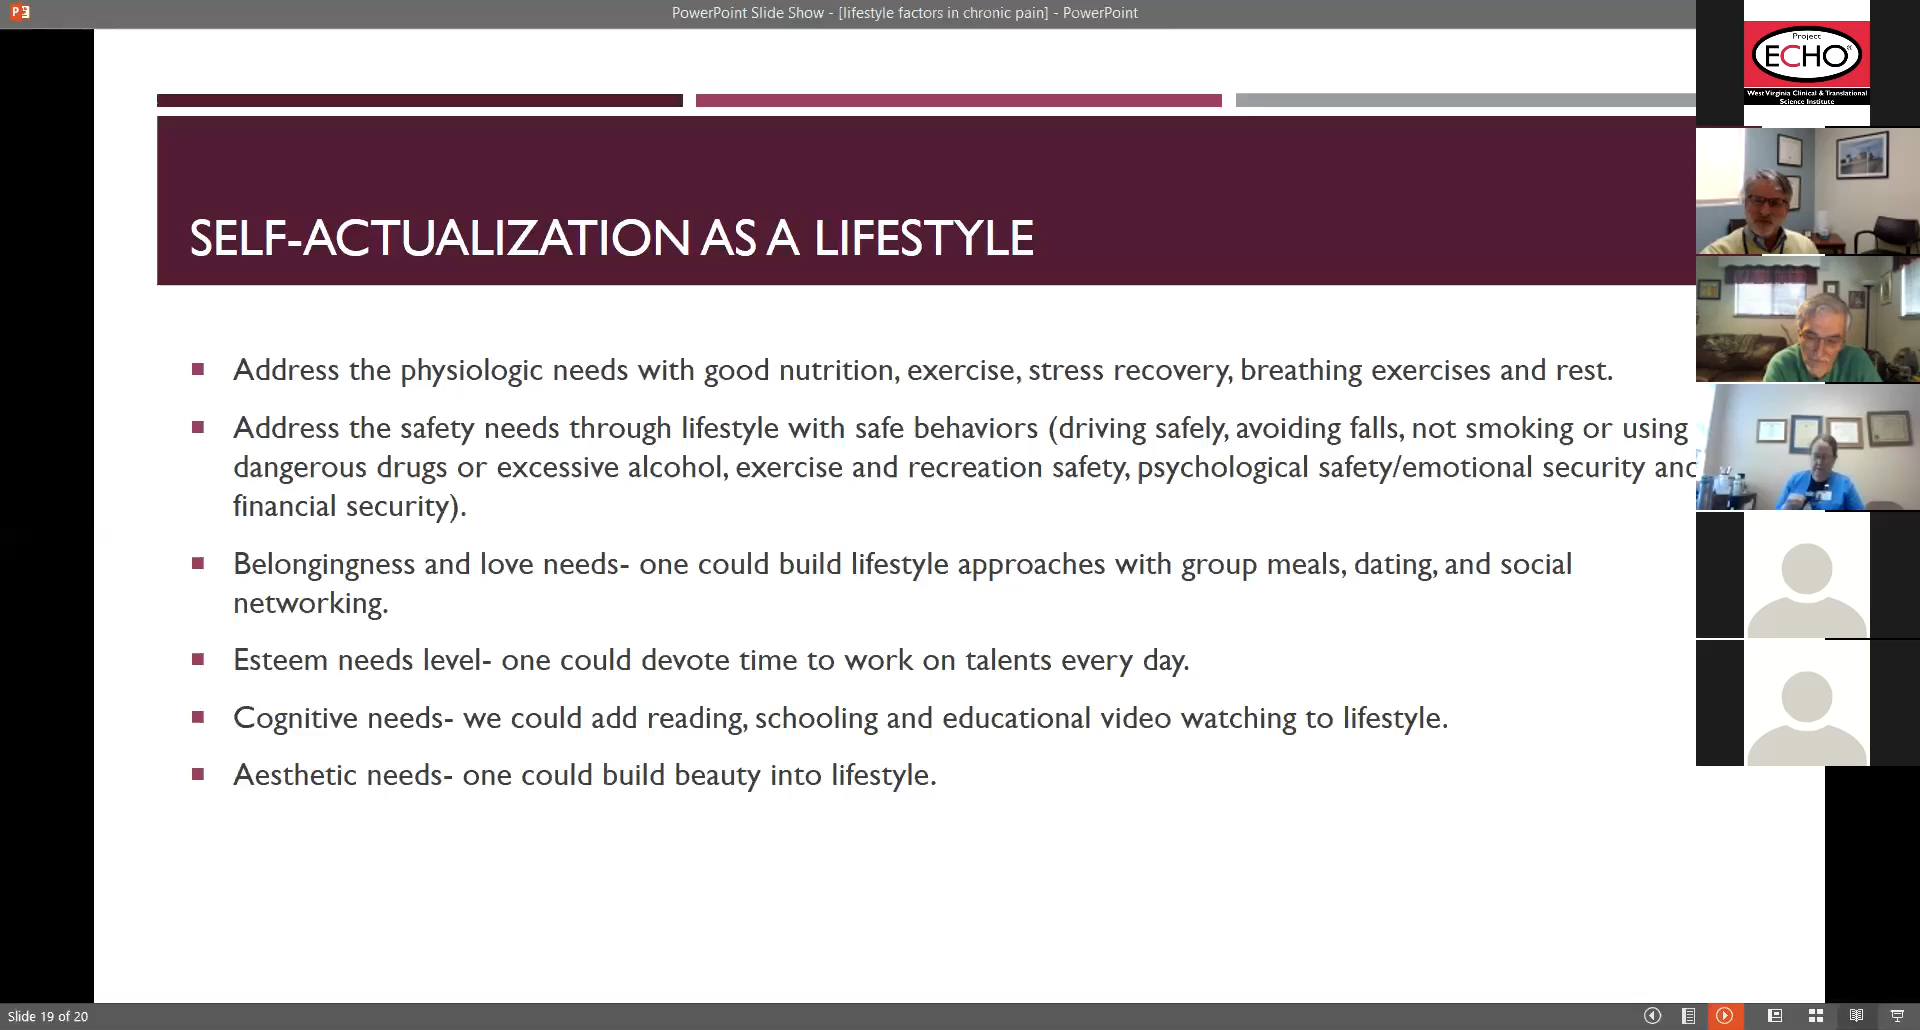 PowerPoint Slide Show - [lifestyle factors in chronic pain] - PowerPoint
Project
ECHO®
West Virginia Clinical & Translational
Science Institute
SELF-ACTUALIZATION AS A LIFESTYLE
Address the physiologic needs with good nutrition, exercise, stress recovery, breathing exercises and rest.
Address the safety needs through lifestyle with safe behaviors (driving safely, avoiding falls, not smoking or using
dangerous drugs or excessive alcohol, exercise and recreation safety, psychological safety/emotional security and
financial security).
Belongingness and love needs- one could build lifestyle approaches with group meals, dating, and social
networking.
Esteem needs level- one could devote time to work on talents every day.
Cognitive needs- we could add reading, schooling and educational video watching to lifestyle.
Aesthetic needs- one could build beauty into lifestyle.
Slide 19 of 20